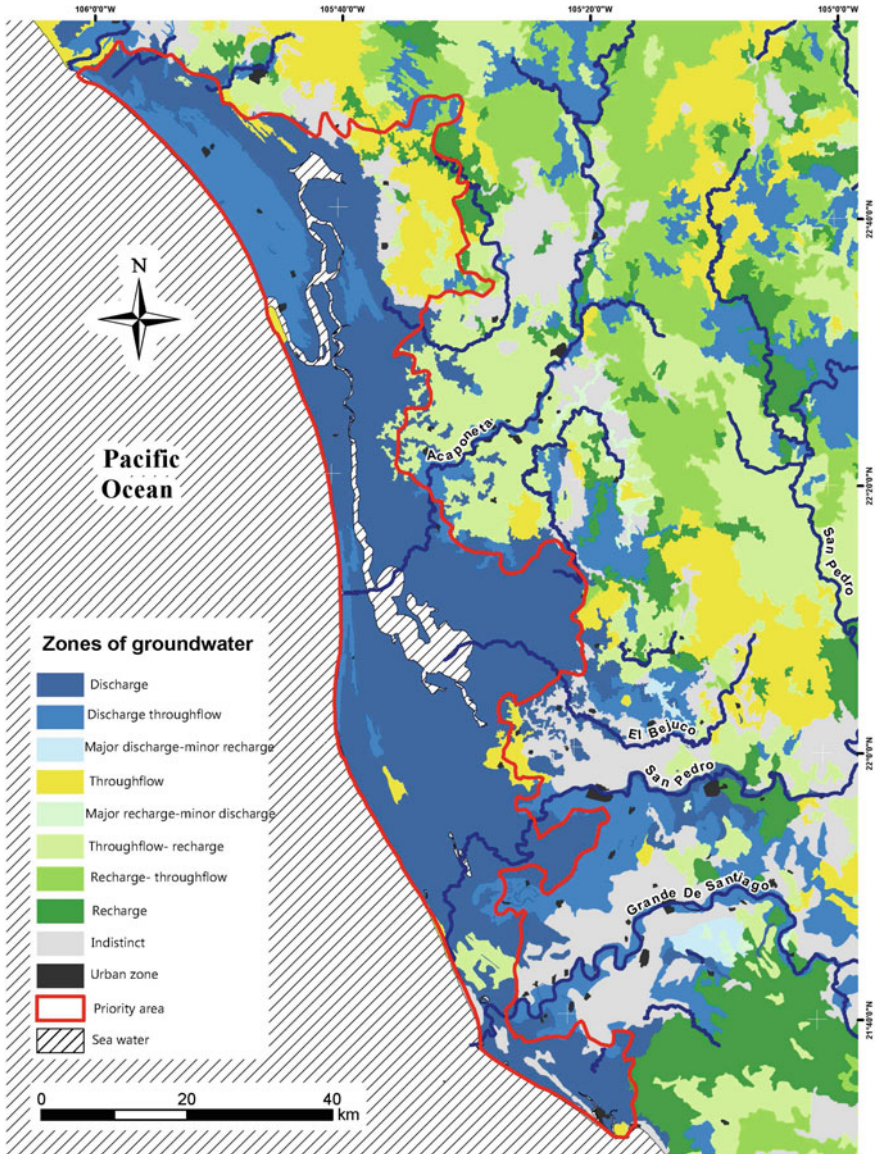 106°0'0"W
105°40'0"W
105°20'0"W
105°0'0"W
22°40'0"N
22°20'0"N
22°0'0"N
21°40'0"N
N
Pacific
Ocean
Acaponeta
San Pedro
El Bejuco
San Pedro
Grande De Santiago
Zones of groundwater
Discharge
Discharge throughflow
Major discharge-minor recharge
Throughflow
Major recharge-minor discharge
Throughflow- recharge
Recharge- throughflow
Recharge
Indistinct
Urban zone
Priority area
Sea water
0 20 40
km